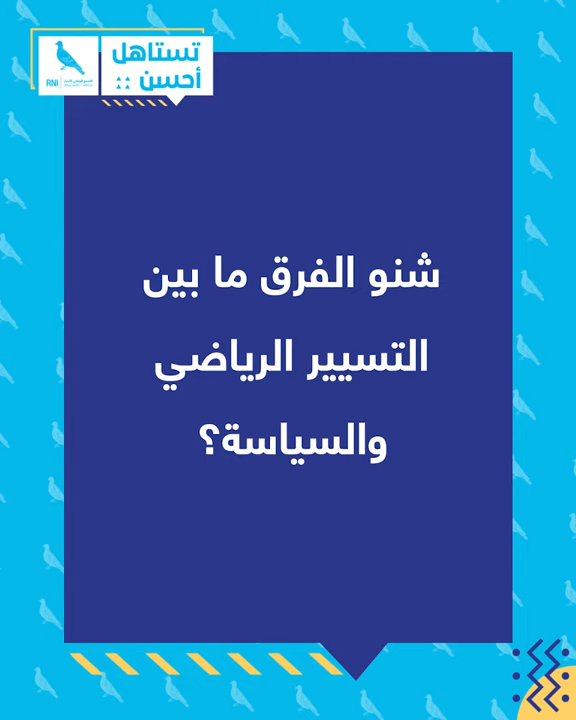 تستاهل
أحسن
RNI
شنو الفرق ما بين
التسيير الرياضي
والسياسة؟